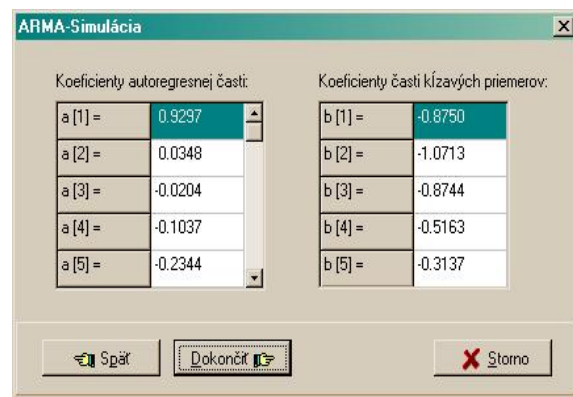 ARMA-Simulácia
Koeficienty autoregresnej časti:
a [1] = 0.9297
a [2] = 0.0348
a [3] = -0.0204
a [4] = -0.1037
a [5] = -0.2344
Koeficienty časti kĺzavých priemerov:
b [1] = -0.8750
b [2] = -1.0713
b [3] = -0.8744
b [4] = -0.5163
b [5] = -0.3137
Späť
Dokončiť
Storno